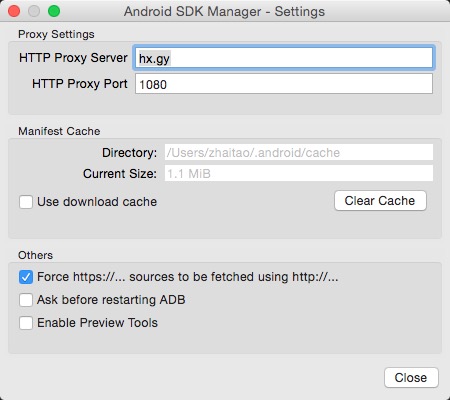 Android SDK Manager - Settings
Proxy Settings
HTTP Proxy Server hx.gy
HTTP Proxy Port 1080
Manifest Cache
Directory: /Users/zhaitao/.android/cache
Current Size: 1.1 MiB
Use download cache Clear Cache
Others
Force https://... sources to be fetched using http://...
Ask before restarting ADB
Enable Preview Tools
Close